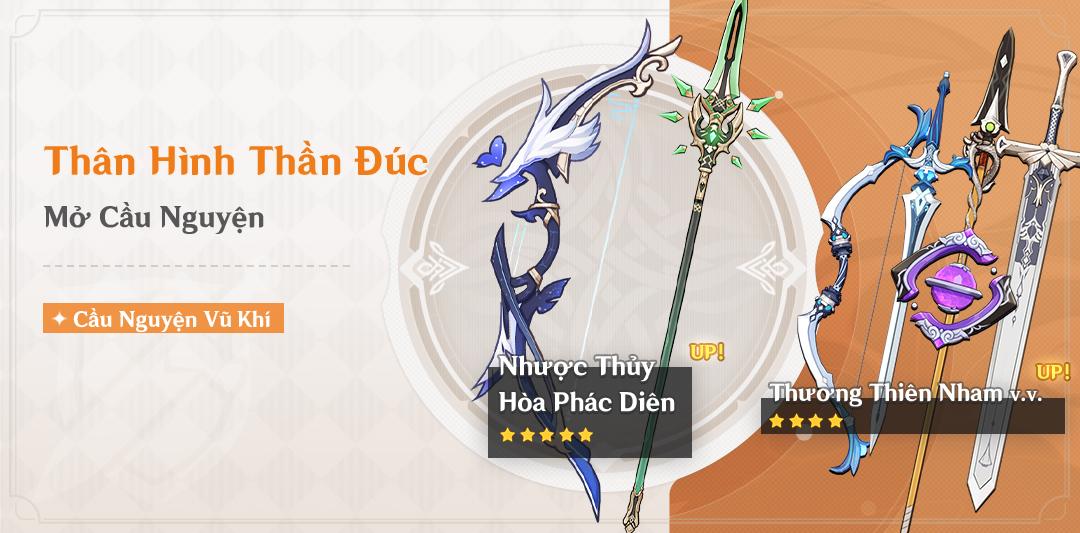 Thân Hình Thần Đúc
Mở Cầu Nguyện
Cầu Nguyện Vũ Khí
Nhược Thủy
Hòa Phác Diên
UP!
Thương Thiên Nham v.v.
UP!